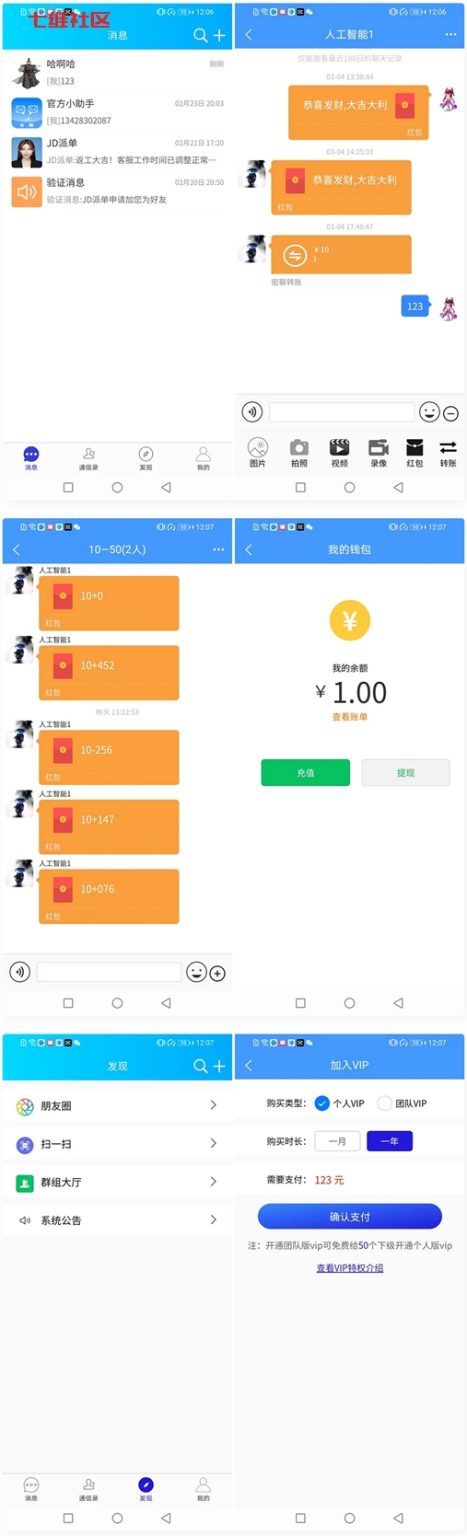 七维社区
12:06
消息
哈啊哈
刚刚
[我]123
官方小助手
02月23日 20:03
[我]13428302087
JD派单
02月21日 17:20
JD派单:返工大吉！客服工作时间已调整正常…
验证消息
02月20日 20:50
验证消息:JD派单申请加您为好友
消息
通信录
发现
我的
12:06
人工智能1
仅能查看最近180日的聊天记录
03-04 13:38:44
恭喜发财,大吉大利
红包
03-04 14:25:03
恭喜发财,大吉大利
红包
03-04 17:48:47
￥10
1
密聊转账
123
图片
拍照
视频
录像
红包
转账
12:07
10—50(2人)
人工智能1
10+0
红包
人工智能1
10+452
红包
昨天 13:32:53
人工智能1
10-256
红包
人工智能1
10+147
红包
人工智能1
10+076
红包
12:07
我的钱包
我的余额
￥1.00
查看账单
充值
提现
12:07
发现
朋友圈
扫一扫
群组大厅
系统公告
消息
通信录
发现
我的
12:07
加入VIP
购买类型：
个人VIP
团队VIP
购买时长：
一月
一年
需要支付：
123 元
确认支付
注：开通团队版vip可免费给50个下级开通个人版vip
查看VIP特权介绍